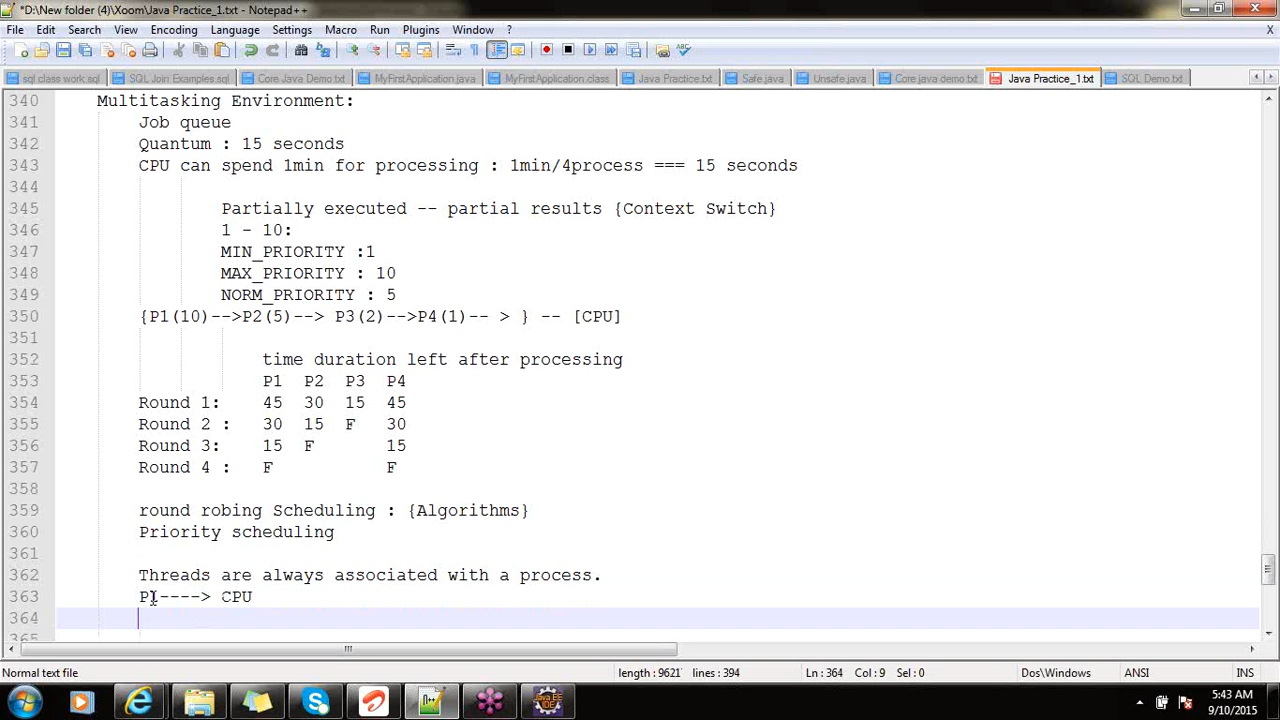 *D:\New folder (4)\Xoom\Java Practice_1.txt - Notepad++
File Edit Search View Encoding Language Settings Macro Run Plugins Window ? X
sql class work.sql SQL Join Examples.sql Core Java Demo.txt MyFirstApplication.java MyFirstApplication.class Java Practice.txt Safe.java Unsafe.java Core java demo.txt Java Practice_1.txt SQL Demo.txt
340 Multitasking Environment:
341 Job queue
342 Quantum : 15 seconds
343 CPU can spend 1min for processing : 1min/4process === 15 seconds
344
345 Partially executed -- partial results {Context Switch}
346 1 - 10:
347 MIN_PRIORITY :1
348 MAX_PRIORITY : 10
349 NORM_PRIORITY : 5
350 {P1(10)-->P2(5)--> P3(2)-->P4(1)-- > } -- [CPU]
351
352 time duration left after processing
353 P1 P2 P3 P4
354 Round 1: 45 30 15 45
355 Round 2 : 30 15 F 30
356 Round 3: 15 F 15
357 Round 4 : F F
358
359 round robing Scheduling : {Algorithms}
360 Priority scheduling
361
362 Threads are always associated with a process.
363 P1----> CPU
364
365
Normal text file length : 9621 lines : 394 Ln : 364 Col : 9 Sel : 0 Dos\Windows ANSI INS
5:43 AM
9/10/2015